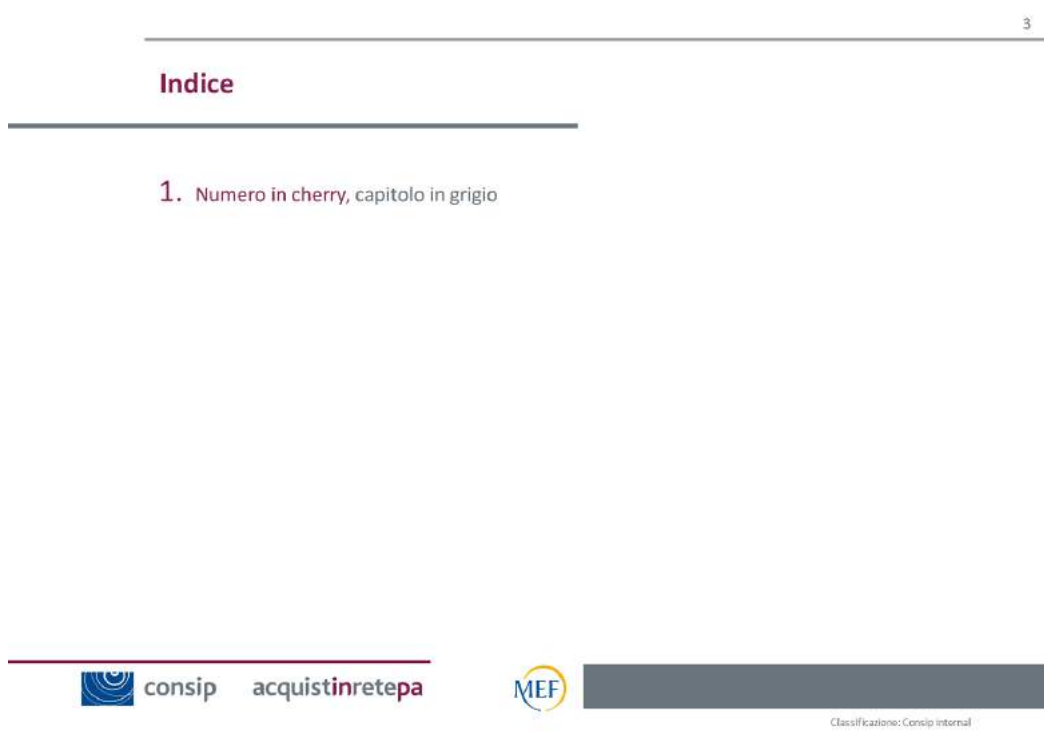 3
Indice
1. Numero in cherry, capitolo in grigio
consip acquistinretepa MEF
Classificazione: Consip internal